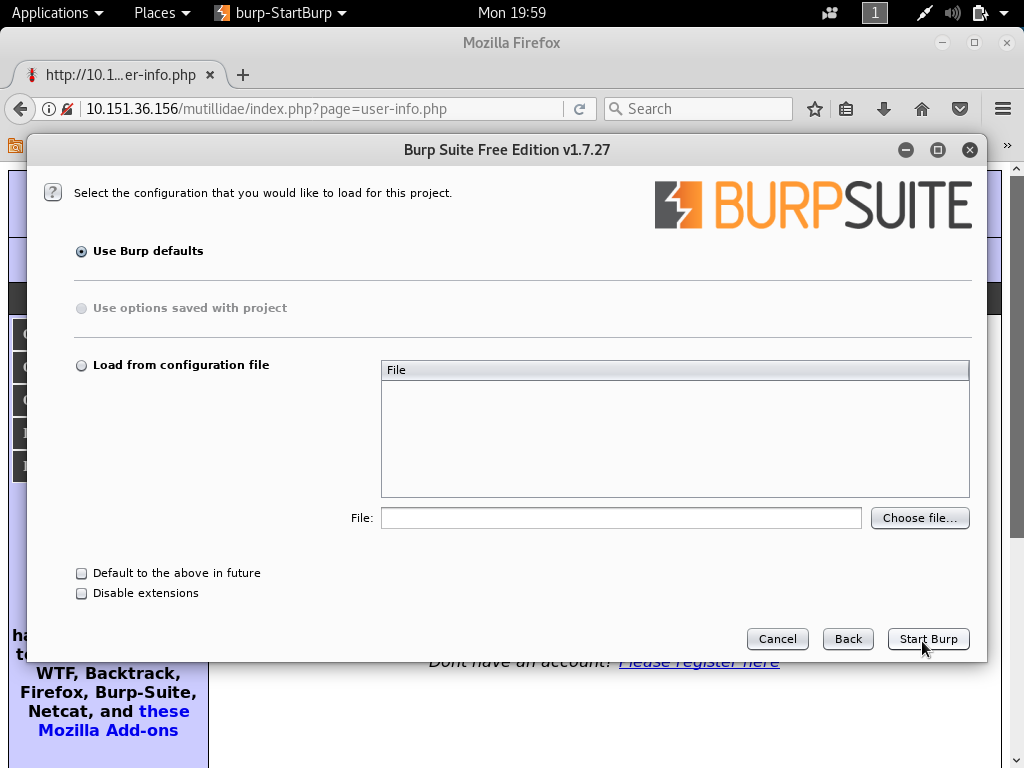 Applications Places burp-StartBurp Mon 19:59 1
Mozilla Firefox
http://10.1...er-info.php
10.151.36.156/mutillidae/index.php?page=user-info.php Search
Burp Suite Free Edition v1.7.27
? Select the configuration that you would like to load for this project.
BURPSUITE
Use Burp defaults
Use options saved with project
Load from configuration file
File
File: Choose file...
Default to the above in future
Disable extensions
Cancel Back Start Burp
Dont have an account? Please register here
WTF, Backtrack,
Firefox, Burp-Suite,
Netcat, and these
Mozilla Add-ons